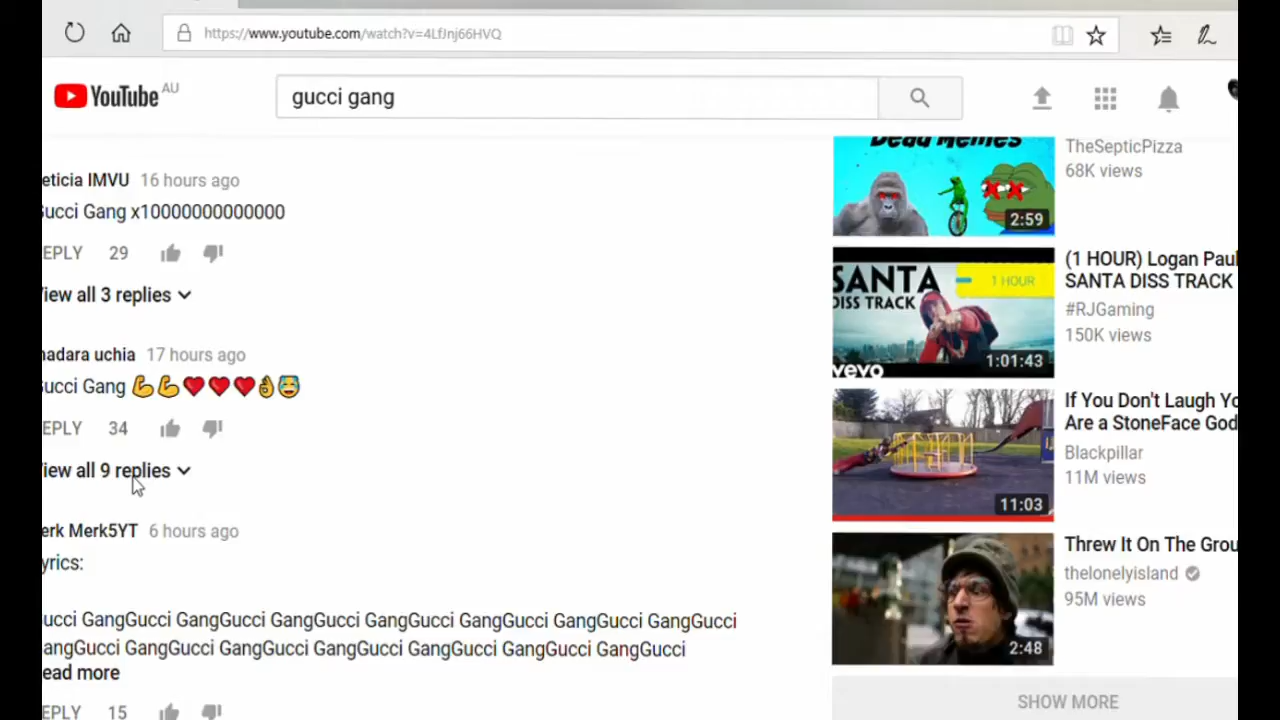 https://www.youtube.com/watch?v=4LfJnj66HVQ
YouTube AU
gucci gang
eticia IMVU 16 hours ago
ucci Gang x10000000000000
EPLY 29
iew all 3 replies
adara uchia 17 hours ago
ucci Gang 💪💪❤❤❤👌😅
EPLY 34
iew all 9 replies
erk Merk5YT 6 hours ago
yrics:
ucci GangGucci GangGucci GangGucci GangGucci GangGucci GangGucci GangGucci
angGucci GangGucci GangGucci GangGucci GangGucci GangGucci GangGucci
ead more
EPLY 15
Dead Memes
2:59
TheSepticPizza
68K views
SANTA
DISS TRACK
1 HOUR
vevo
1:01:43
(1 HOUR) Logan Paul
SANTA DISS TRACK
#RJGaming
150K views
11:03
If You Don't Laugh Yo
Are a StoneFace God
Blackpillar
11M views
2:48
Threw It On The Grou
thelonelyisland
95M views
SHOW MORE